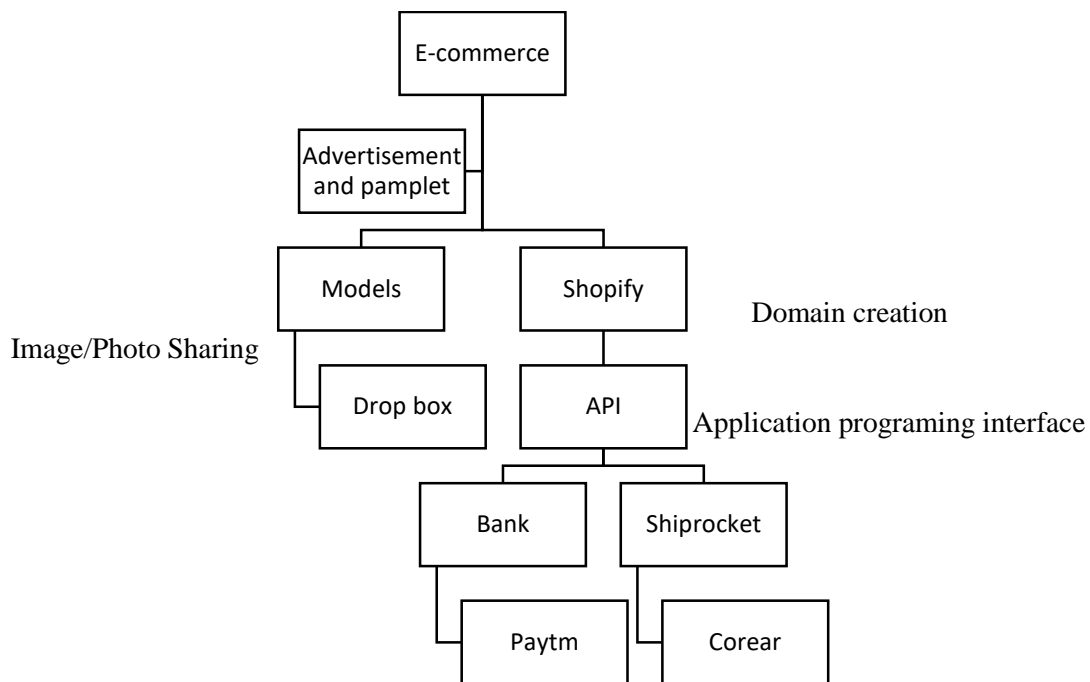 E-commerce
Advertisement
and pamplet
Models
Shopify
Domain creation
Image/Photo Sharing
Drop box
API
Application programing interface
Bank
Shiprocket
Paytm
Corear